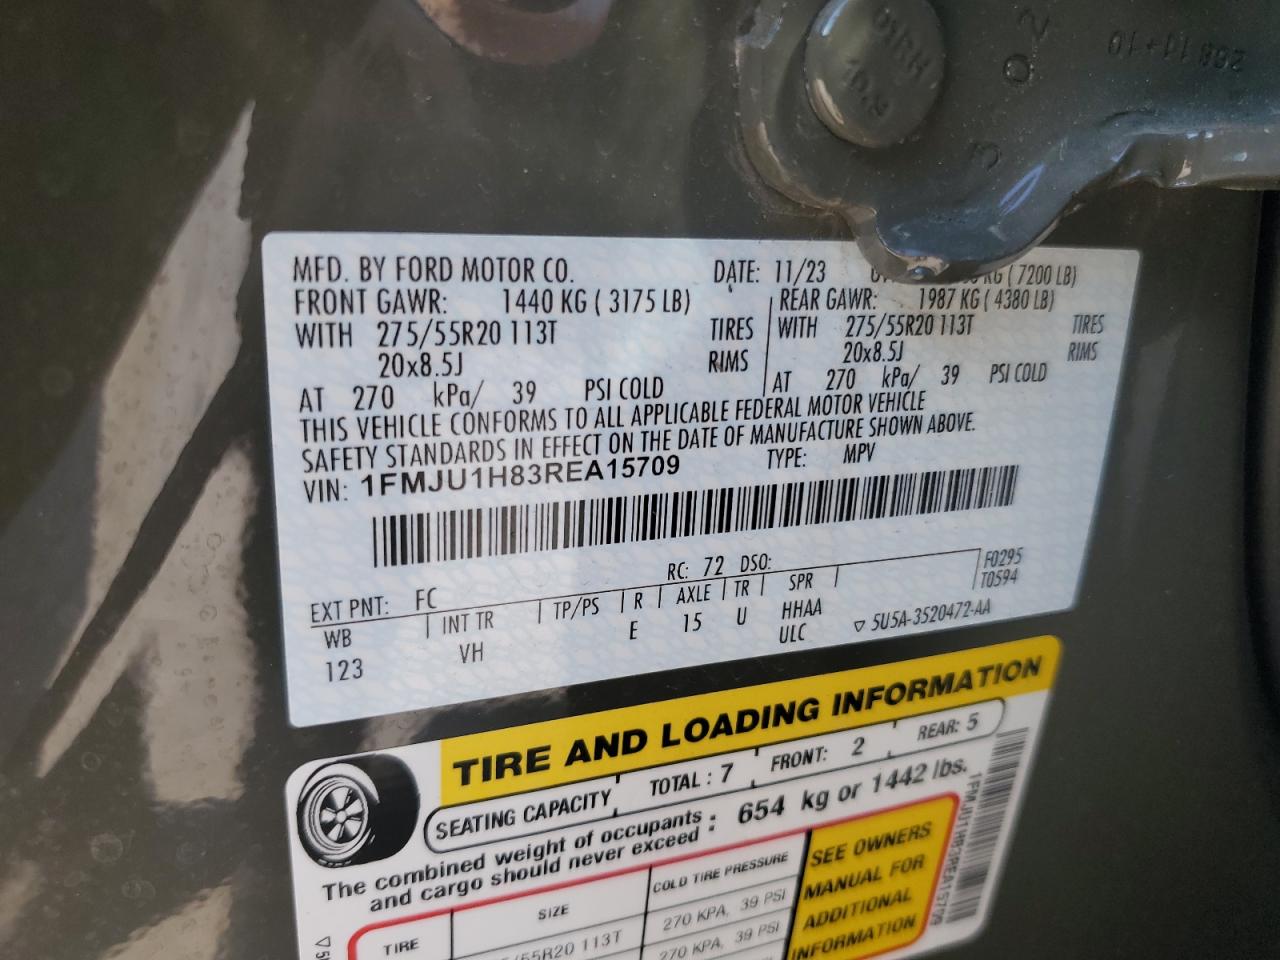 MFD. BY FORD MOTOR CO. DATE: 11/23 KG ( 7200 LB)
FRONT GAWR: 1440 KG ( 3175 LB) REAR GAWR: 1987 KG ( 4380 LB)
WITH 275/55R20 113T TIRES WITH 275/55R20 113T TIRES
20x8.5J RIMS 20x8.5J RIMS
AT 270 kPa/ 39 PSI COLD AT 270 kPa/ 39 PSI COLD
THIS VEHICLE CONFORMS TO ALL APPLICABLE FEDERAL MOTOR VEHICLE
SAFETY STANDARDS IN EFFECT ON THE DATE OF MANUFACTURE SHOWN ABOVE.
VIN: 1FMJU1H83REA15709 TYPE: MPV
EXT PNT: FC RC: 72 DSO: F0295
WB INT TR TP/PS R AXLE TR SPR T0594
123 VH E 15 U HHAA
ULC ▽ 5U5A-3520472-AA
TIRE AND LOADING INFORMATION
SEATING CAPACITY TOTAL : 7 FRONT: 2 REAR: 5
The combined weight of occupants
and cargo should never exceed : 654 kg or 1442 lbs.
TIRE SIZE COLD TIRE PRESSURE
/55R20 113T 270 KPA, 39 PSI
270 KPA, 39 PSI
SEE OWNERS
MANUAL FOR
ADDITIONAL
INFORMATION
1FMJU1H83REA15709